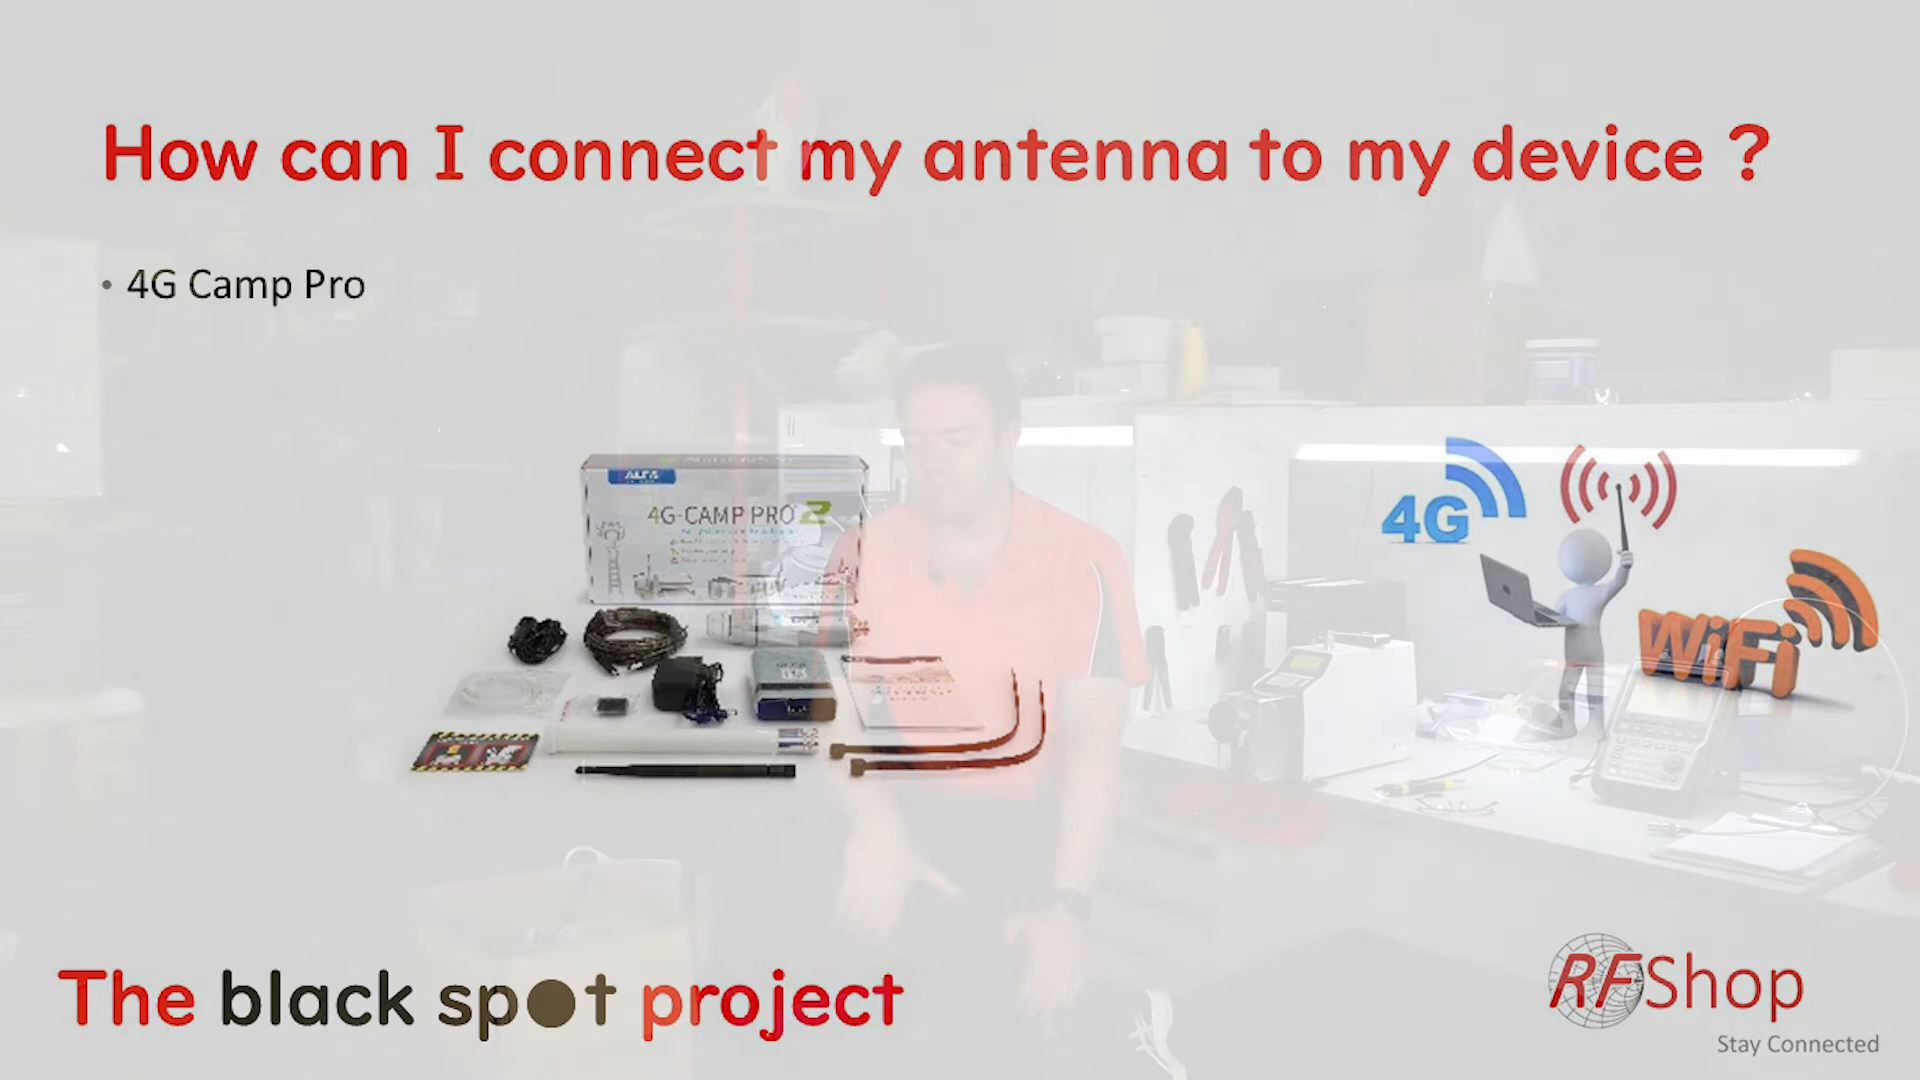 How can I connect my antenna to my device ?
• 4G Camp Pro
ALFA
4G-CAMP PRO 2
4G
WiFi
The black spot project
RFShop
Stay Connected